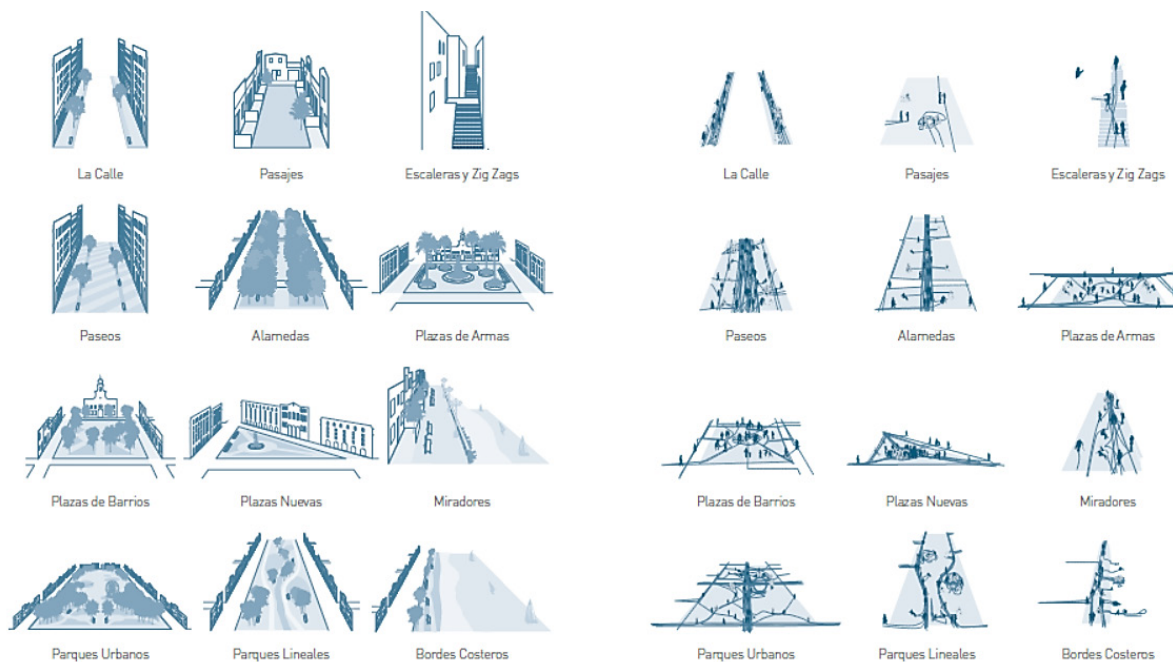 La Calle
Pasajes
Escaleras y Zig Zags
La Calle
Pasajes
Escaleras y Zig Zags
Paseos
Alamedas
Plazas de Armas
Paseos
Alamedas
Plazas de Armas
Plazas de Barrios
Plazas Nuevas
Miradores
Plazas de Barrios
Plazas Nuevas
Miradores
Parques Urbanos
Parques Lineales
Bordes Costeros
Parques Urbanos
Parques Lineales
Bordes Costeros